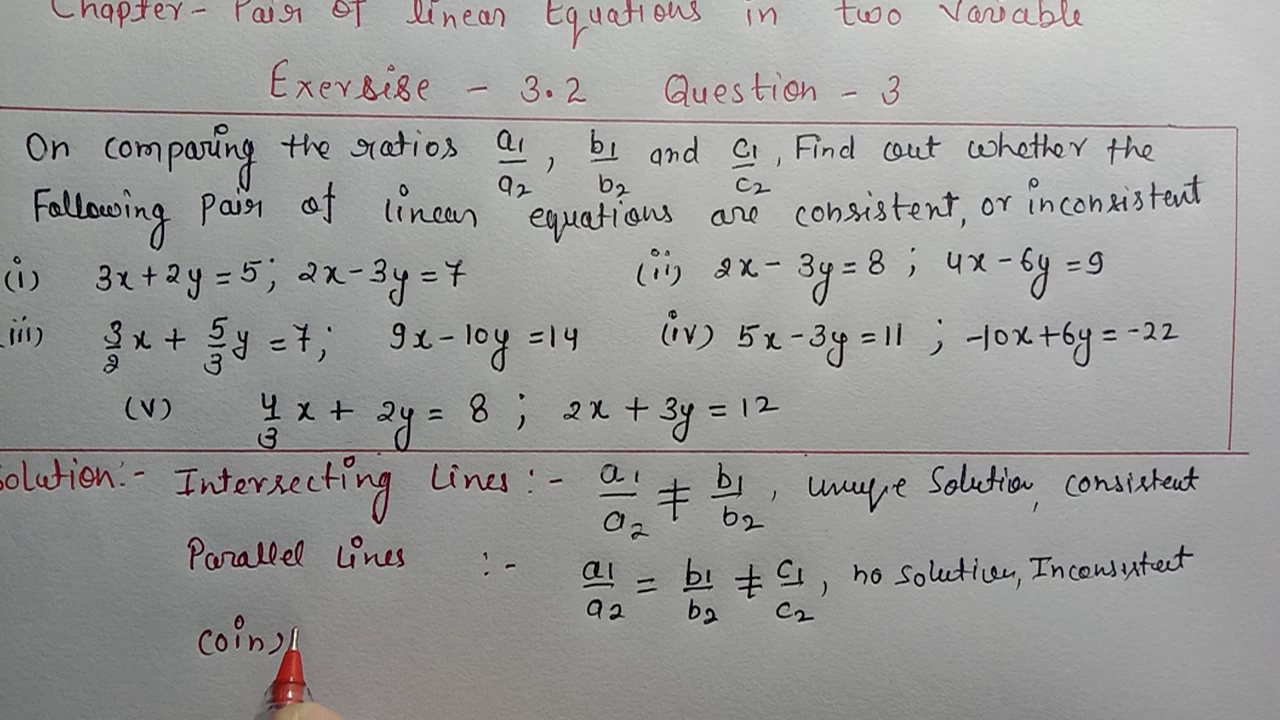 Chapter - Pair of linear Equations in two Variable
Exersise - 3.2 Question - 3
On comparing the ratios a1/a2, b1/b2 and c1/c2, Find out whether the
Following Pair of linear equations are consistent, or inconsistent
(i) 3x+2y=5; 2x-3y=7 (ii) 2x-3y=8; 4x-6y=9
iii) 3/2x + 5/3y =7; 9x-10y=14 (iv) 5x-3y=11; -10x+6y=-22
(v) 4/3 x + 2y = 8; 2x + 3y = 12
Solution:- Intersecting Lines:- a1/a2 ≠ b1/b2, unuqe Solution, consistent
Parallel Lines :- a1/a2 = b1/b2 ≠ c1/c2, no solution, Inconsistent
Coin